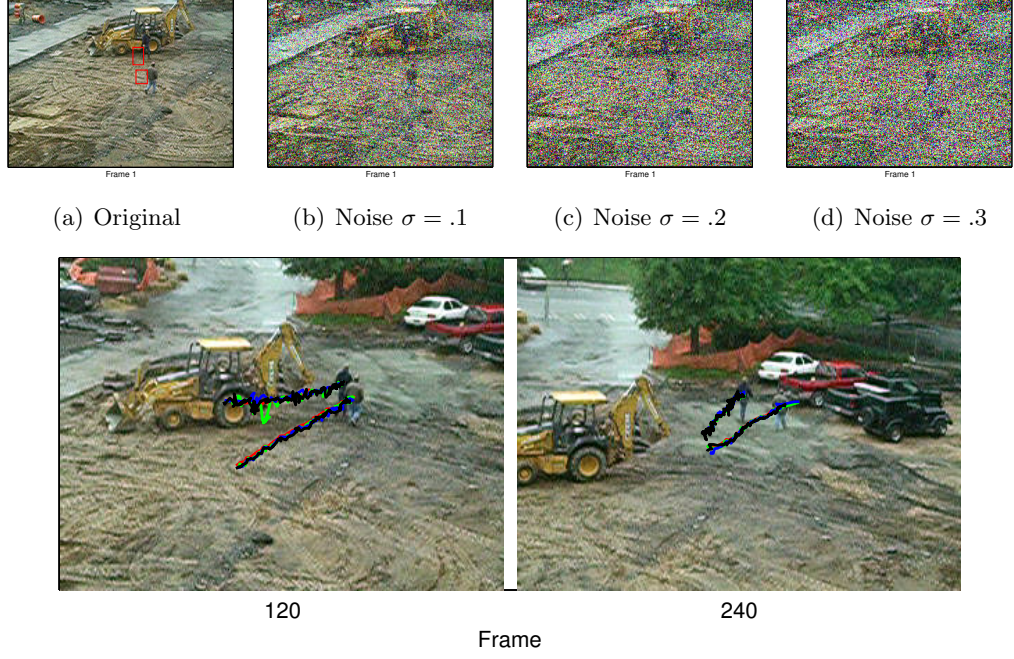 Frame 1
Frame 1
Frame 1
Frame 1
(a) Original
(b) Noise σ = .1
(c) Noise σ = .2
(d) Noise σ = .3
120
240
Frame